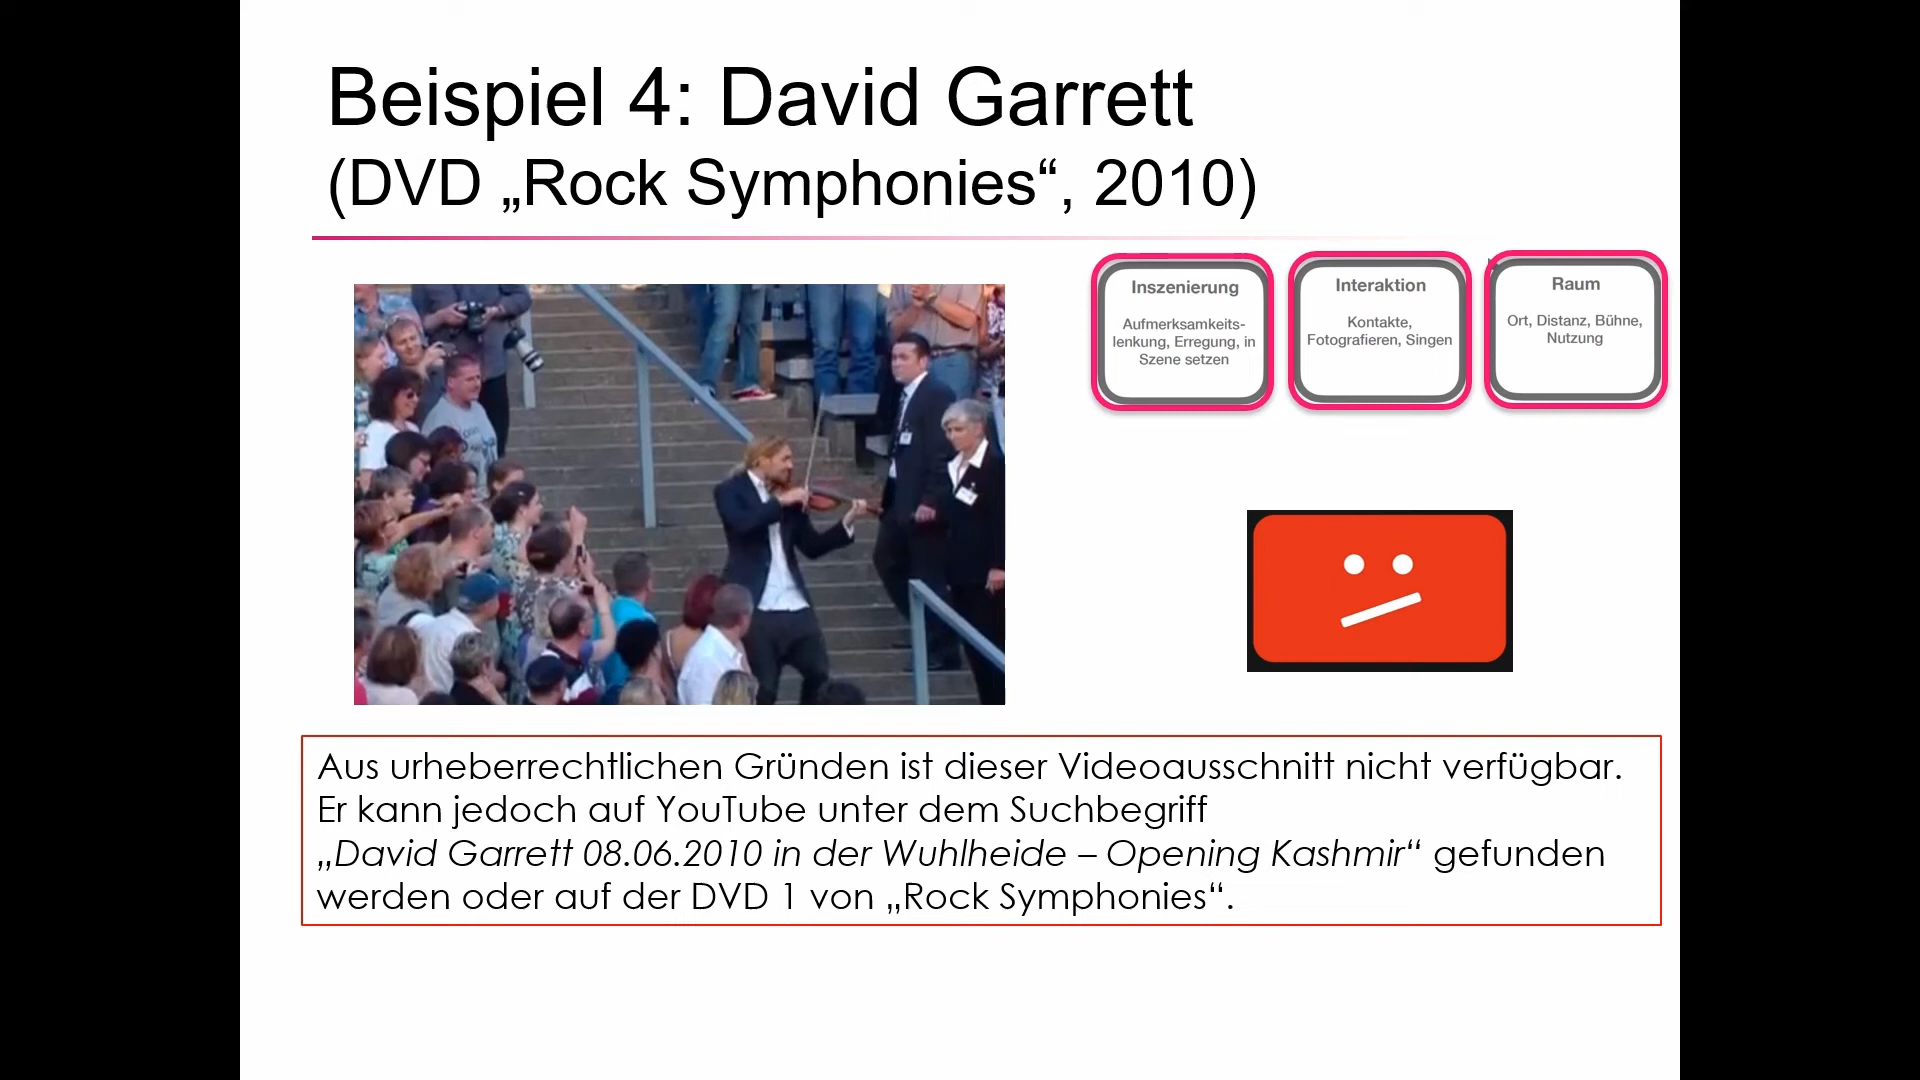 Beispiel 4: David Garrett
(DVD „Rock Symphonies“, 2010)
Inszenierung
Aufmerksamkeits-
lenkung, Erregung, in
Szene setzen
Interaktion
Kontakte,
Fotografieren, Singen
Raum
Ort, Distanz, Bühne,
Nutzung
Aus urheberrechtlichen Gründen ist dieser Videoausschnitt nicht verfügbar.
Er kann jedoch auf YouTube unter dem Suchbegriff
„David Garrett 08.06.2010 in der Wuhlheide – Opening Kashmir“ gefunden
werden oder auf der DVD 1 von „Rock Symphonies“.